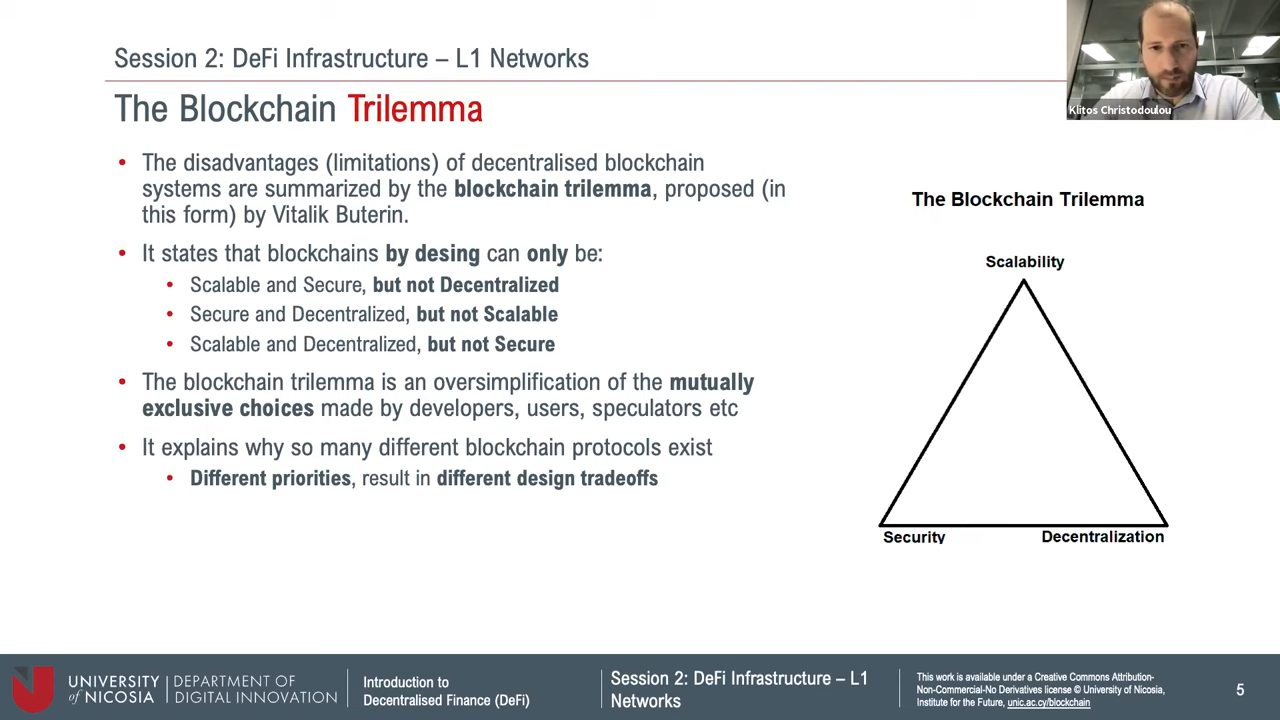 Session 2: DeFi Infrastructure – L1 Networks
Klitos Christodoulou
The Blockchain Trilemma
• The disadvantages (limitations) of decentralised blockchain
systems are summarized by the blockchain trilemma, proposed (in
this form) by Vitalik Buterin.
• It states that blockchains by desing can only be:
• Scalable and Secure, but not Decentralized
• Secure and Decentralized, but not Scalable
• Scalable and Decentralized, but not Secure
• The blockchain trilemma is an oversimplification of the mutually
exclusive choices made by developers, users, speculators etc
• It explains why so many different blockchain protocols exist
• Different priorities, result in different design tradeoffs
The Blockchain Trilemma
Scalability
Security
Decentralization
UNIVERSITY
of NICOSIA
DEPARTMENT OF
DIGITAL INNOVATION
Introduction to
Decentralised Finance (DeFi)
Session 2: DeFi Infrastructure – L1
Networks
This work is available under a Creative Commons Attribution-
Non-Commercial-No Derivatives license © University of Nicosia,
Institute for the Future, unic.ac.cy/blockchain
5